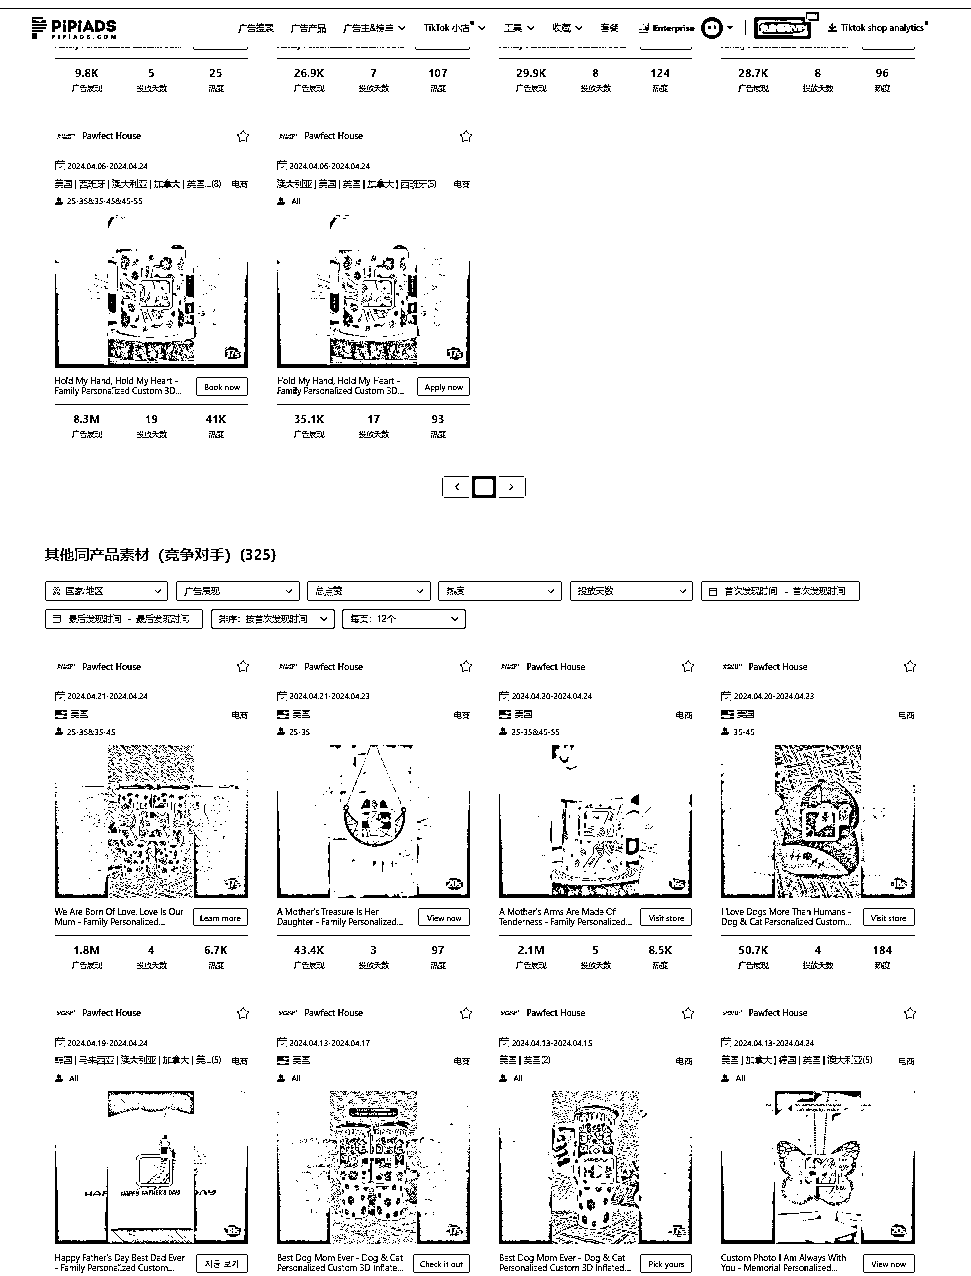 PiPiADS
PIPIADS.COM
广告搜索 广告产品 广告主&榜单 TikTok 小店 工具 收藏 套餐 Enterprise Tiktok shop analytics
9.8K 5 25
广告展现 投放天数 热度
26.9K 7 107
广告展现 投放天数 热度
29.9K 8 124
广告展现 投放天数 热度
28.7K 8 96
广告展现 投放天数 热度
Pawfect House
2024.04.06-2024.04.24
美国 | 西班牙 | 澳大利亚 | 加拿大 | 英国...(8) 电商
25-35&35-45&45-55
Hold My Hand, Hold My Heart -
Family Personalized Custom 3D...
Book now
8.3M 19 41K
广告展现 投放天数 热度
Pawfect House
2024.04.06-2024.04.24
澳大利亚 | 美国 | 英国 | 加拿大 | 西班牙(5) 电商
All
Hold My Hand, Hold My Heart -
Family Personalized Custom 3D...
Apply now
35.1K 17 93
广告展现 投放天数 热度
其他同产品素材（竞争对手）(325)
国家/地区 广告展现 总点赞 热度 投放天数 首次发现时间 - 首次发现时间
最后发现时间 - 最后发现时间 排序：按首次发现时间 每页：12个
Pawfect House
2024.04.21-2024.04.24
美国 电商
25-35&35-45
We Are Born Of Love, Love Is Our
Mum - Family Personalized...
Learn more
1.8M 4 6.7K
广告展现 投放天数 热度
Pawfect House
2024.04.21-2024.04.23
美国 电商
25-35
A Mother's Treasure Is Her
Daughter - Family Personalized...
View now
43.4K 3 97
广告展现 投放天数 热度
Pawfect House
2024.04.20-2024.04.24
美国 电商
25-35&45-55
A Mother's Arms Are Made Of
Tenderness - Family Personalized...
Visit store
2.1M 5 8.5K
广告展现 投放天数 热度
Pawfect House
2024.04.20-2024.04.23
美国 电商
35-45
I Love Dogs More Than Humans -
Dog & Cat Personalized Custom...
Visit store
50.7K 4 184
广告展现 投放天数 热度
Pawfect House
2024.04.19-2024.04.24
韩国 | 马来西亚 | 澳大利亚 | 加拿大 | 美...(5) 电商
All
HAPPY FATHER'S DAY
Happy Father's Day Best Dad Ever
- Family Personalized Custom...
지금 보기
Pawfect House
2024.04.13-2024.04.17
美国 电商
All
Best Dog Mom Ever - Dog & Cat
Personalized Custom 3D Inflate...
Check it out
Pawfect House
2024.04.13-2024.04.15
美国 | 英国(2) 电商
All
Best Dog Mom Ever - Dog & Cat
Personalized Custom 3D Inflated...
Pick yours
Pawfect House
2024.04.13-2024.04.24
美国 | 加拿大 | 德国 | 英国 | 澳大利亚(5) 电商
All
Custom Photo I Am Always With
You - Memorial Personalized...
View now